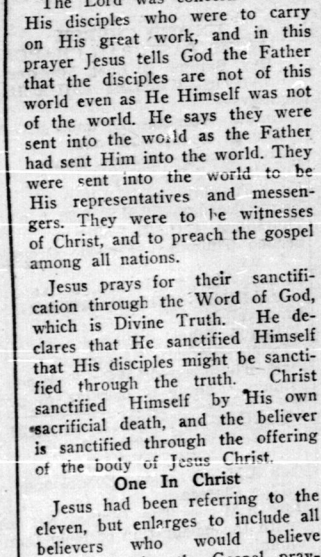 The Lord was
His disciples who were to carry
on His great work, and in this
prayer Jesus tells God the Father
that the disciples are not of this
world even as He Himself was not
of the world. He says they were
sent into the world as the Father
had sent Him into the world. They
were sent into the world to be
His representatives and messen-
gers. They were to be witnesses
of Christ, and to preach the gospel
among all nations.
Jesus prays for their sanctifi-
cation through the Word of God,
which is Divine Truth. He de-
clares that He sanctified Himself
that His disciples might be sancti-
fied through the truth. Christ
sanctified Himself by His own
sacrificial death, and the believer
is sanctified through the offering
of the body of Jesus Christ.
One In Christ
Jesus had been referring to the
eleven, but enlarges to include all
believers who would believe